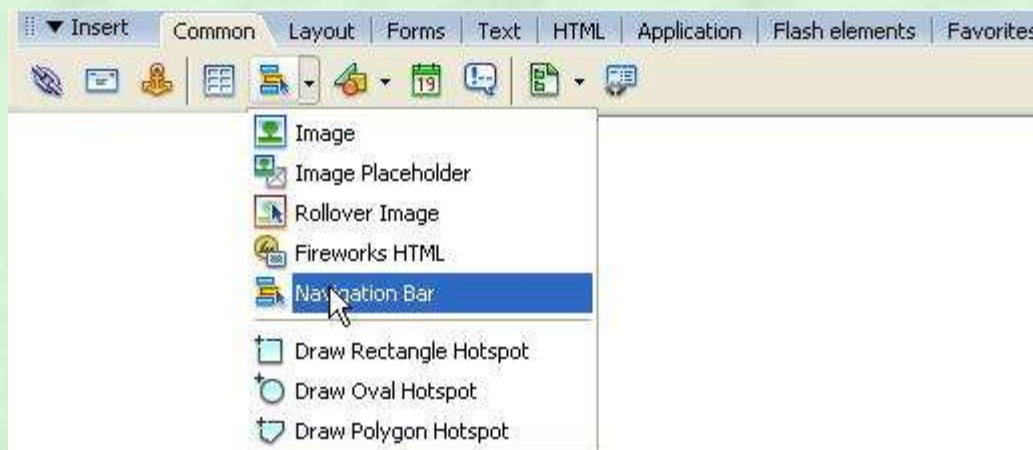 ▼ Insert Common Layout Forms Text HTML Application Flash elements Favorites
19
Image
Image Placeholder
Rollover Image
Fireworks HTML
Navigation Bar
Draw Rectangle Hotspot
Draw Oval Hotspot
Draw Polygon Hotspot